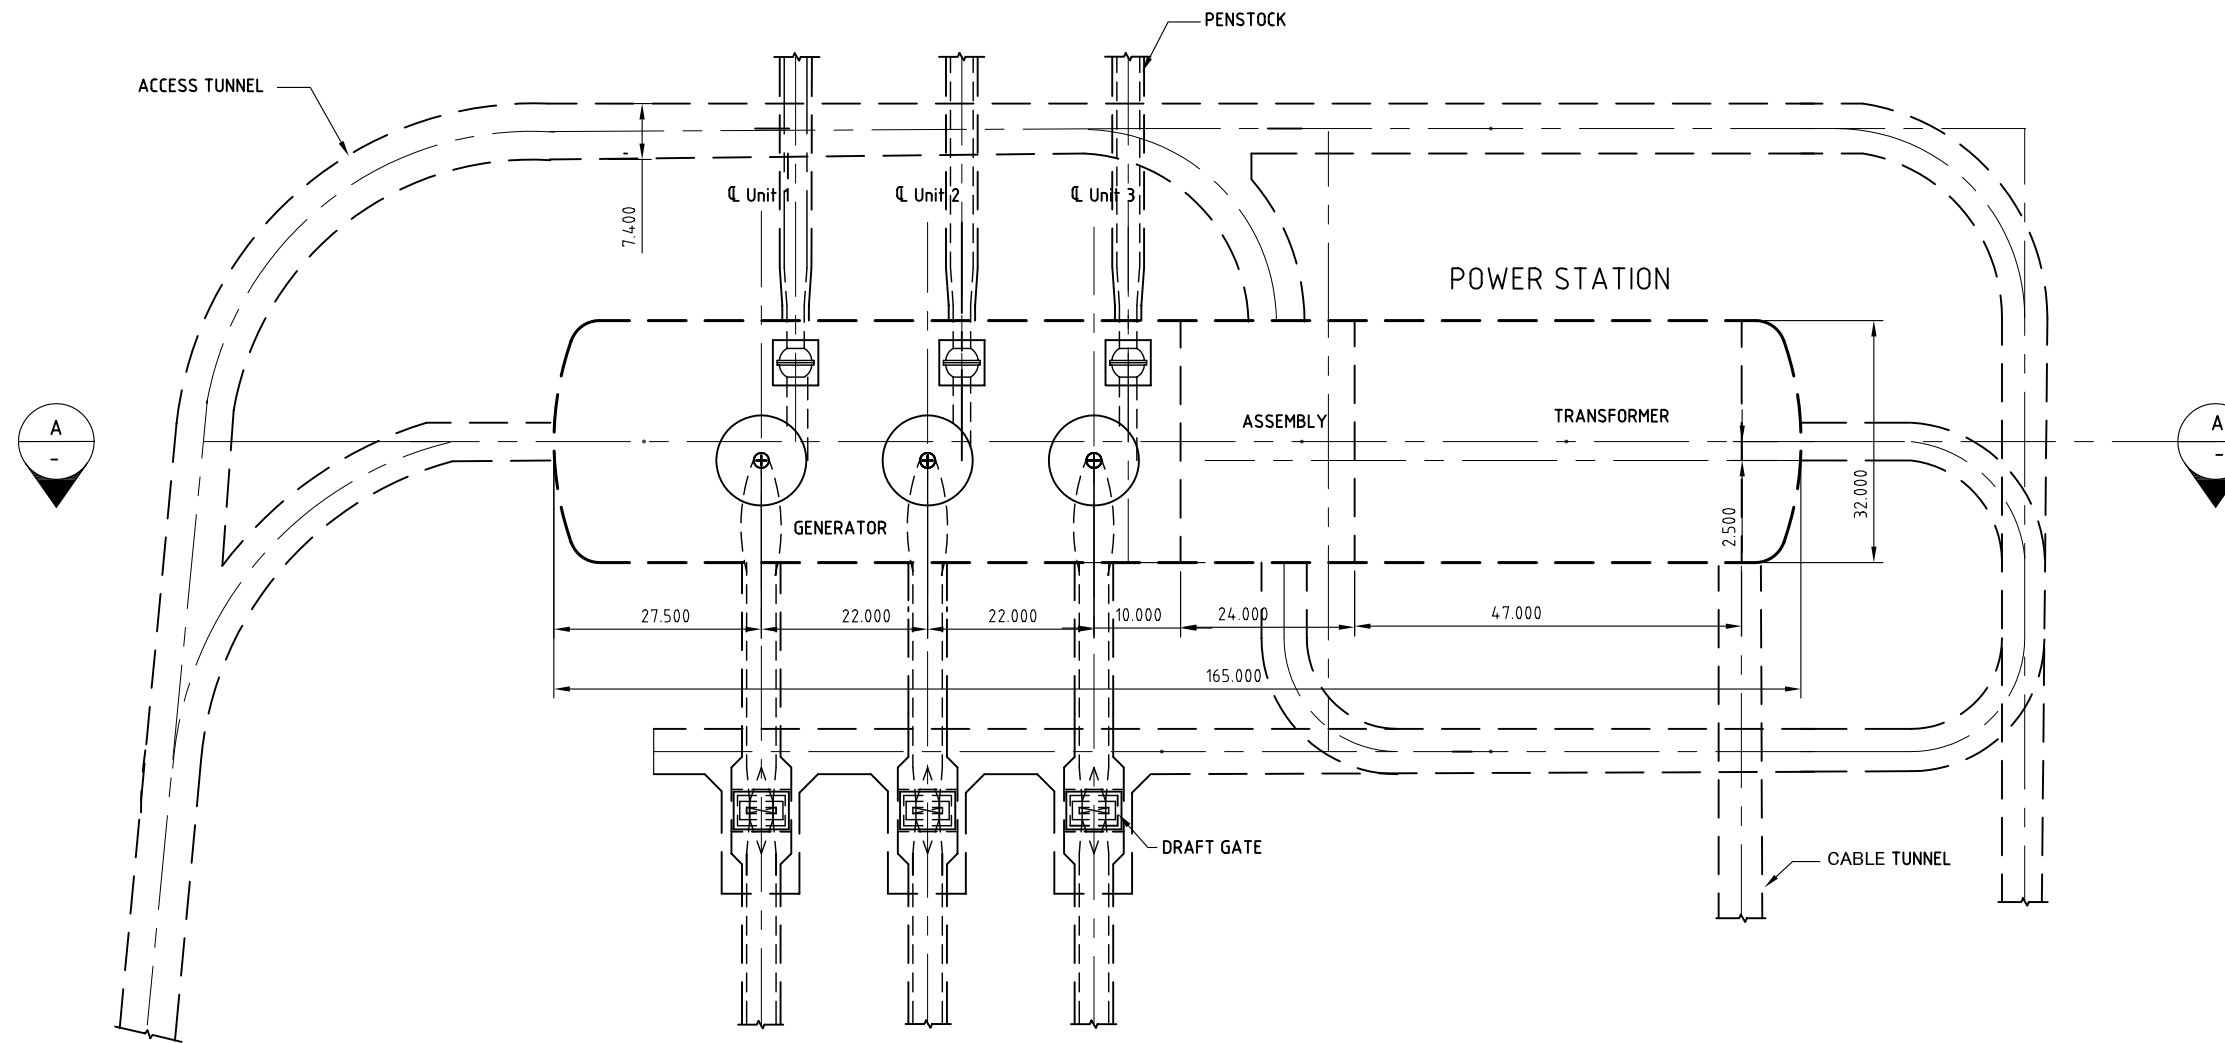 PENSTOCK
ACCESS TUNNEL
℄ Unit 1
℄ Unit 2
℄ Unit 3
7.400
POWER STATION
A
-
ASSEMBLY
TRANSFORMER
A
-
32.000
2.500
GENERATOR
27.500
22.000
22.000
10.000
24.000
47.000
165.000
DRAFT GATE
CABLE TUNNEL